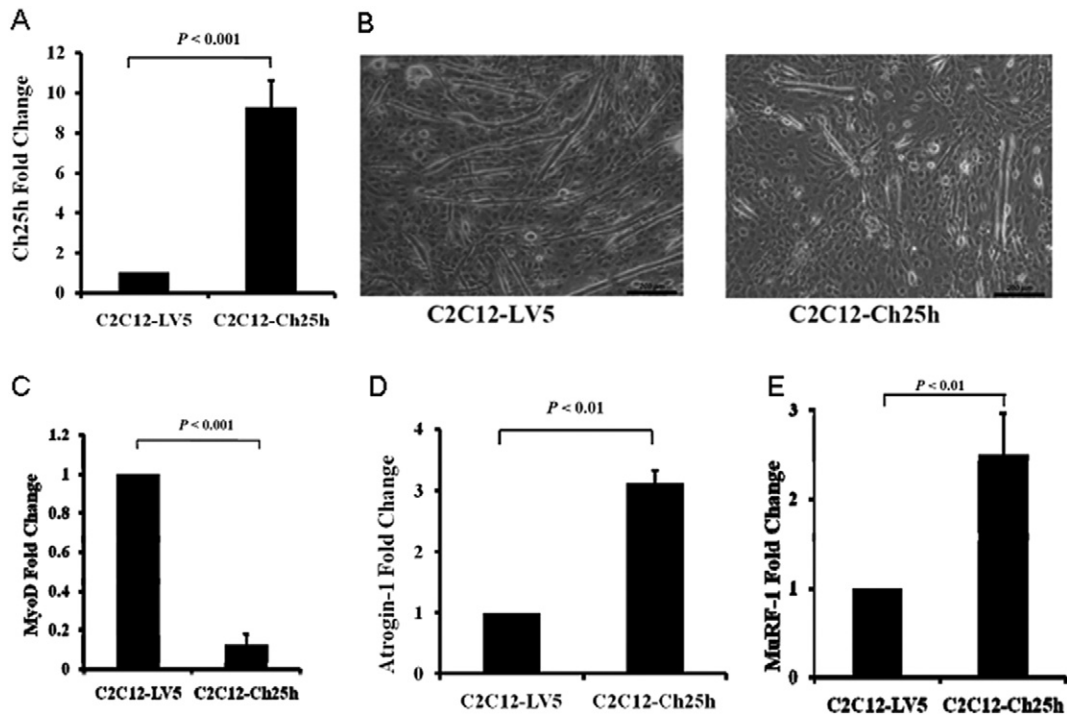 A
P < 0.001
Ch25h Fold Change
12
10
8
6
4
2
0
C2C12-LV5
C2C12-Ch25h
B
C2C12-LV5
C2C12-Ch25h
C
P < 0.001
MyoD Fold Change
1.2
1
0.8
0.6
0.4
0.2
0
C2C12-LV5
C2C12-Ch25h
D
P < 0.01
Atrogin-1 Fold Change
4
3
2
1
0
C2C12-LV5
C2C12-Ch25h
E
P < 0.01
MuRF-1 Fold Change
3
2
1
0
C2C12-LV5
C2C12-Ch25h